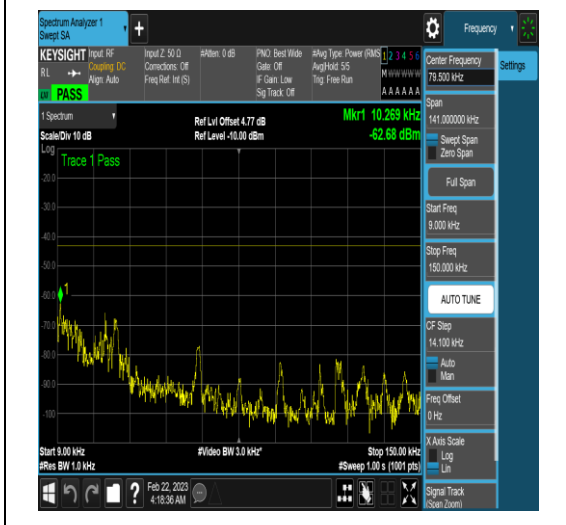 Spectrum Analyzer 1
Swept SA
+
Frequency
KEYSIGHT
RL
PASS
Input: RF
Coupling: DC
Align: Auto
Input Z: 50 Ω
Corrections: Off
Freq Ref: Int (S)
#Atten: 0 dB
PNO: Best Wide
Gate: Off
IF Gain: Low
Sig Track: Off
#Avg Type: Power (RMS
Avg|Hold: 5/5
Trig: Free Run
1 2 3 4 5 6
M W W W W W
A A A A A A
Settings
Center Frequency
79.500 kHz
Span
141.000000 kHz
Swept Span
Zero Span
Full Span
Start Freq
9.000 kHz
Stop Freq
150.000 kHz
AUTO TUNE
CF Step
14.100 kHz
Auto
Man
Freq Offset
0 Hz
X Axis Scale
Log
Lin
Signal Track
(Span Zoom)
1 Spectrum
Scale/Div 10 dB
Ref Lvl Offset 4.77 dB
Ref Level -10.00 dBm
Mkr1 10.269 kHz
-62.68 dBm
Log
Trace 1 Pass
-20.0
-30.0
-40.0
-50.0
-60.0
1
-70.0
-80.0
-90.0
-100
Start 9.00 kHz
#Res BW 1.0 kHz
#Video BW 3.0 kHz*
Stop 150.00 kHz
#Sweep 1.00 s (1001 pts)
?
Feb 22, 2023
4:18:36 AM